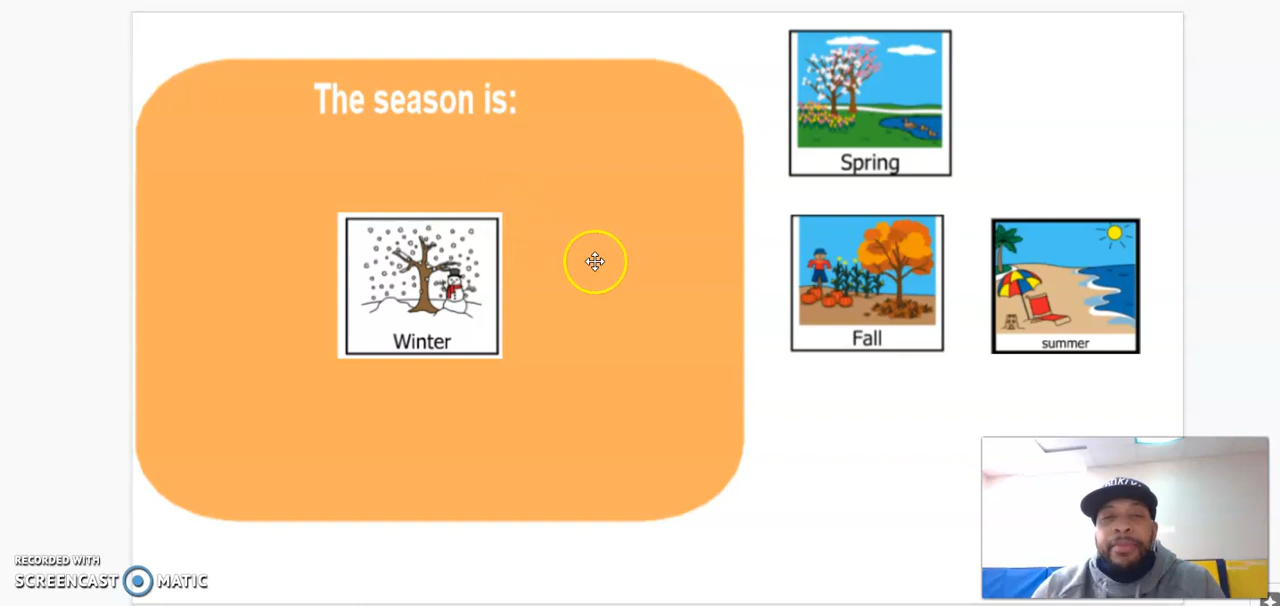 The season is:
Spring
Winter
Fall
summer
RECORDED WITH
SCREENCAST MATIC